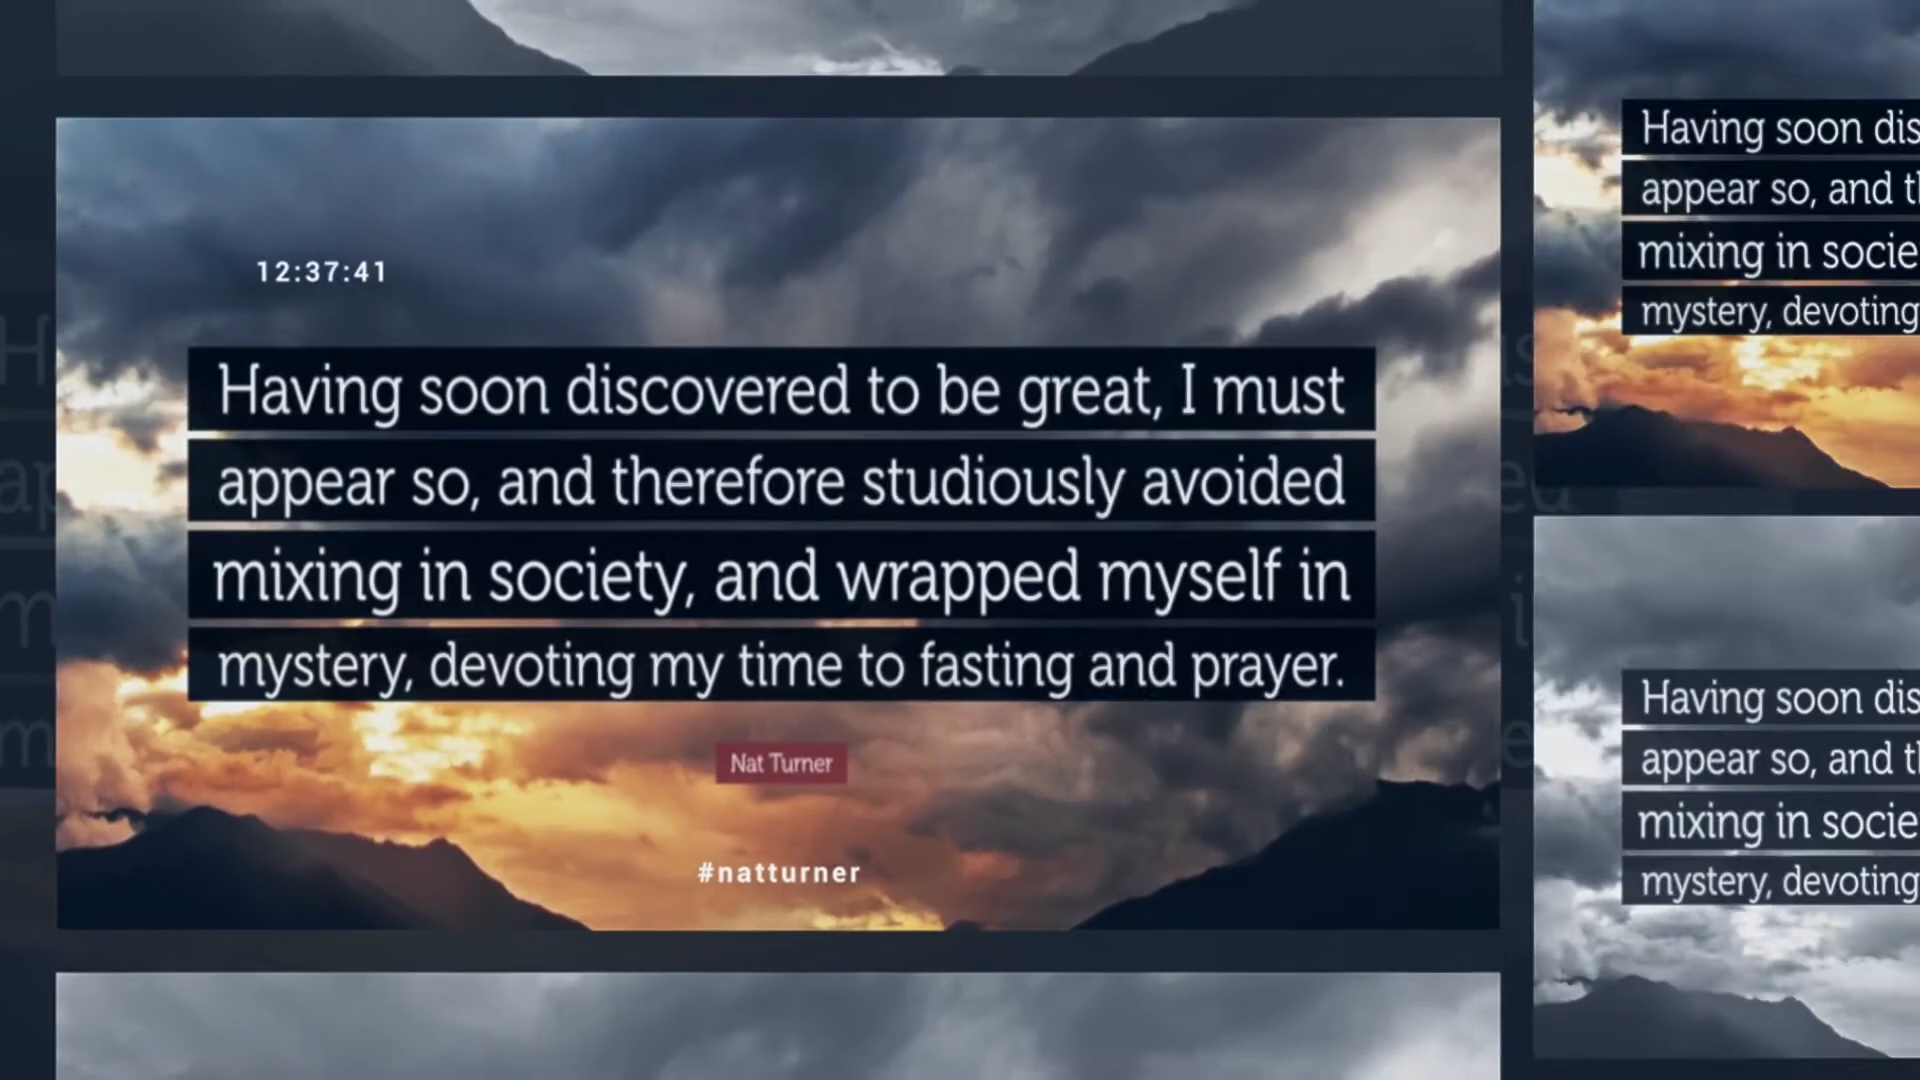 12:37:41
Having soon discovered to be great, I must
appear so, and therefore studiously avoided
mixing in society, and wrapped myself in
mystery, devoting my time to fasting and prayer.
Nat Turner
#natturner
Having soon dis
appear so, and th
mixing in socie
mystery, devoting
Having soon dis
appear so, and th
mixing in socie
mystery, devoting